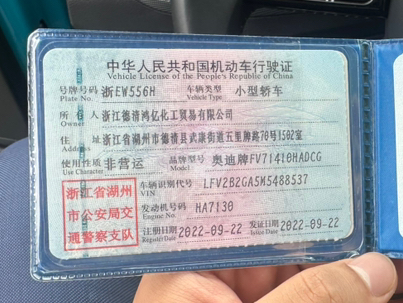 中华人民共和国机动车行驶证
Vehicle License of the People's Republic of China
号牌号码 浙EW556H 车辆类型 小型轿车
Plate No. Vehicle Type
所有人 浙江德清鸿亿化工贸易有限公司
Owner
住址 浙江省湖州市德清县武康街道五里牌路70号1502室
Address
使用性质 非营运 品牌型号 奥迪牌FV71410HADCG
Use Character Model
浙江省湖州
市公安局交
通警察支队
车辆识别代号 LFV2B2GA5M5488537
VIN
发动机号码 HA7130
Engine No.
注册日期 2022-09-22 发证日期 2022-09-22
Register Date Issue Date